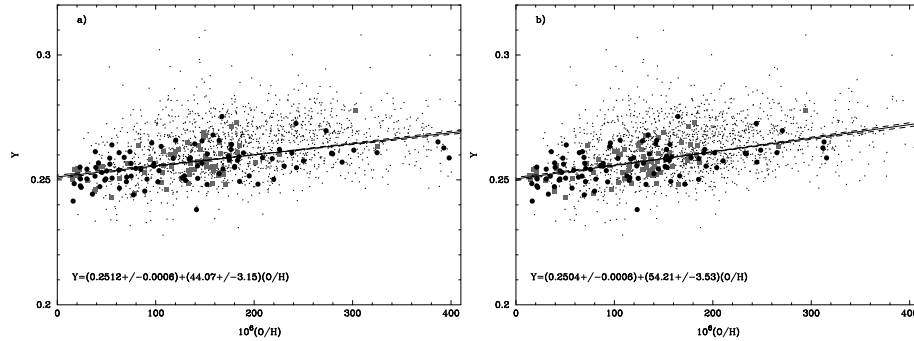 a)
0.3
Y
0.25
Y=(0.2512+/-0.0006)+(44.07+/-3.15)(O/H)
0.2
0 100 200 300 400
10⁶(O/H)
b)
0.3
Y
0.25
Y=(0.2504+/-0.0006)+(54.21+/-3.53)(O/H)
0.2
0 100 200 300 400
10⁶(O/H)